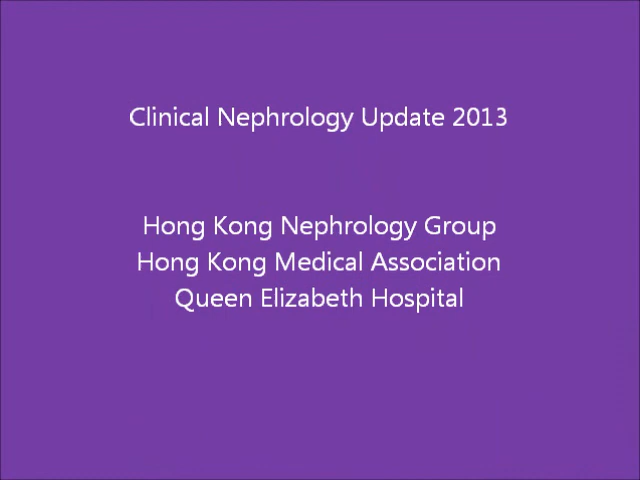 Clinical Nephrology Update 2013
Hong Kong Nephrology Group
Hong Kong Medical Association
Queen Elizabeth Hospital